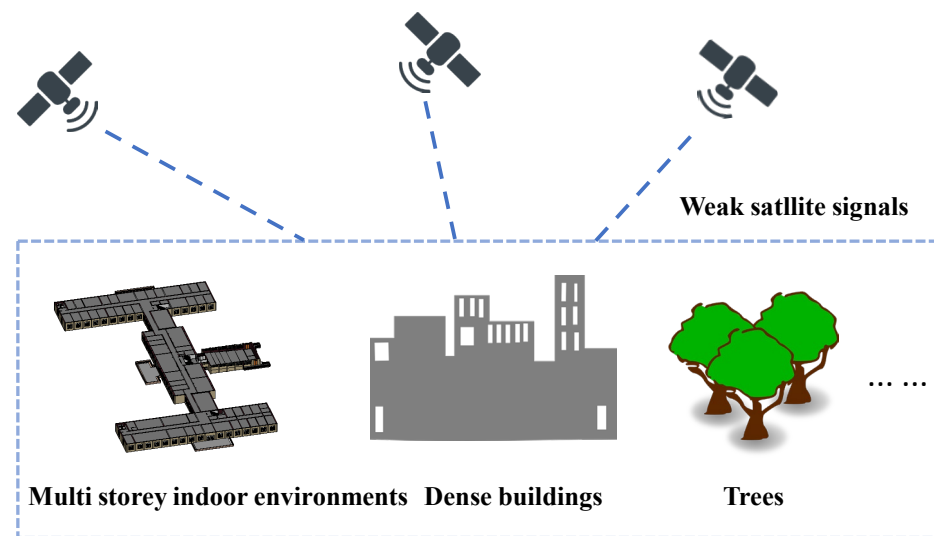 Weak satllite signals
... ...
Multi storey indoor environments
Dense buildings
Trees